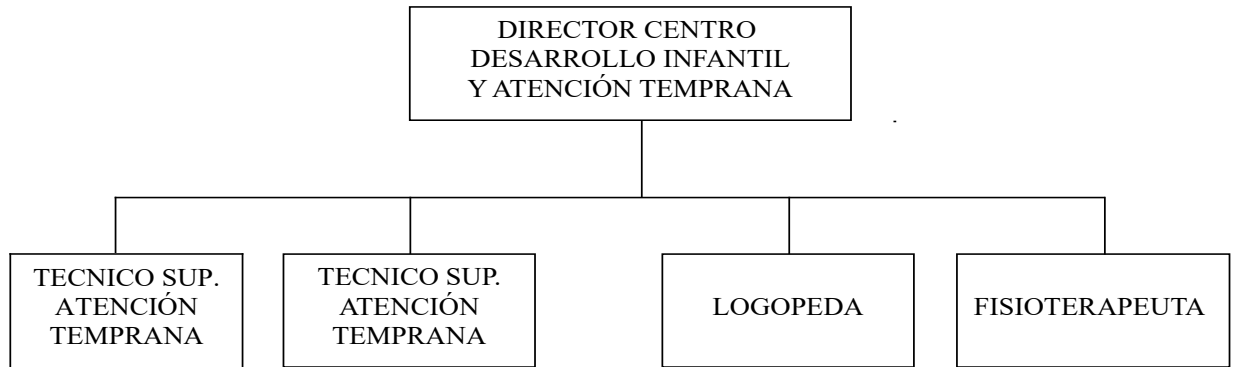 DIRECTOR CENTRO
DESARROLLO INFANTIL
Y ATENCIÓN TEMPRANA
TECNICO SUP.
ATENCIÓN
TEMPRANA
TECNICO SUP.
ATENCIÓN
TEMPRANA
LOGOPEDA
FISIOTERAPEUTA